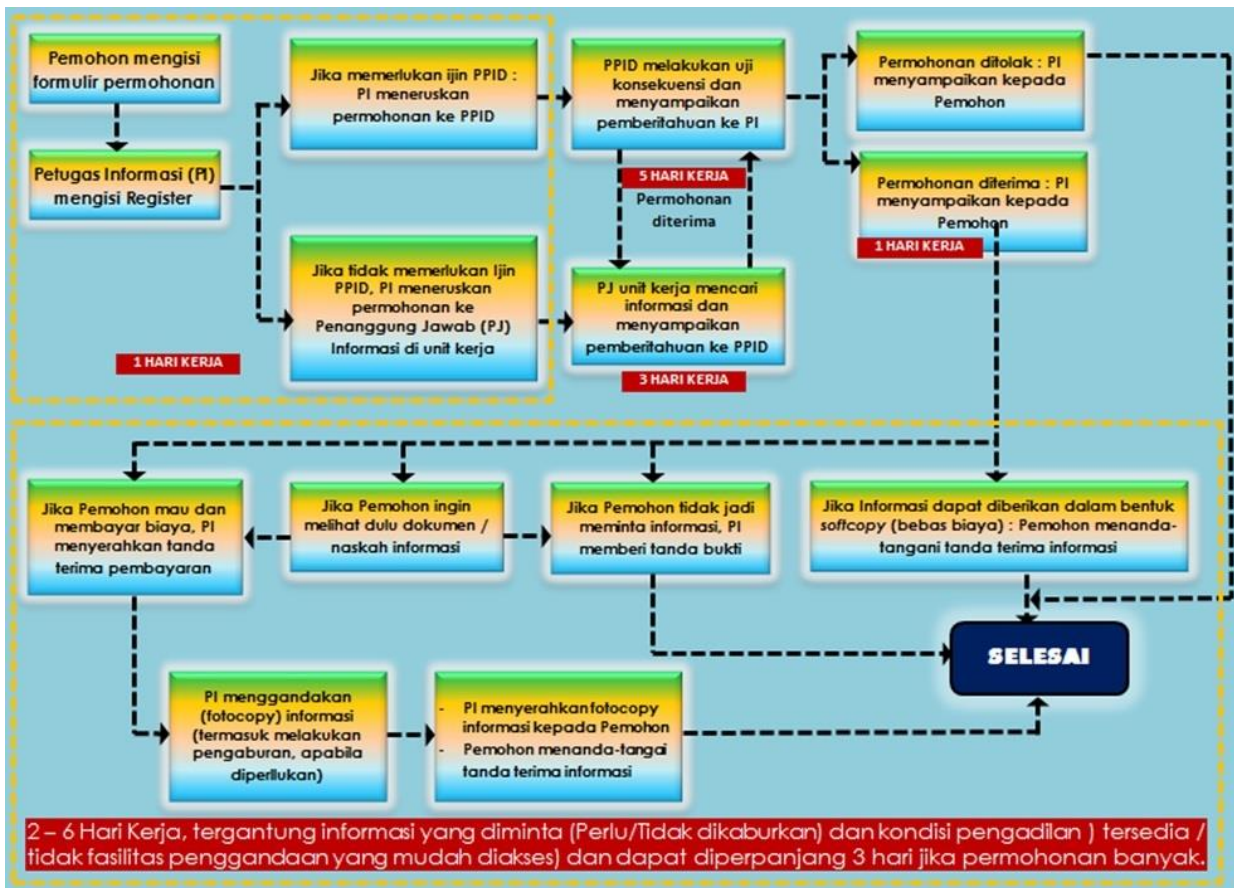 Pemohon mengisi
formulir permohonan
Petugas Informasi (PI)
mengisi Register
Jika memerlukan ijin PPID :
PI meneruskan
permohonan ke PPID
Jika tidak memerlukan Ijin
PPID, PI meneruskan
permohonan ke
Penanggung Jawab (PJ)
Informasi di unit kerja
1 HARI KERJA
PPID melakukan uji
konsekuensi dan
menyampaikan
pemberitahuan ke PI
5 HARI KERJA
Permohonan
diterima
PJ unit kerja mencari
informasi dan
menyampaikan
pemberitahuan ke PPID
3 HARI KERJA
Permohonan ditolak : PI
menyampaikan kepada
Pemohon
Permohonan diterima : PI
menyampaikan kepada
Pemohon
1 HARI KERJA
Jika Pemohon mau dan
membayar biaya, PI
menyerahkan tanda
terima pembayaran
Jika Pemohon ingin
melihat dulu dokumen /
naskah informasi
Jika Pemohon tidak jadi
meminta informasi, PI
memberi tanda bukti
Jika Informasi dapat diberikan dalam bentuk
softcopy (bebas biaya) : Pemohon menanda-
tangani tanda terima informasi
SELESAI
PI menggandakan
(fotocopy) informasi
(termasuk melakukan
pengaburan, apabila
diperllukan)
- PI menyerahkan fotocopy
informasi kepada Pemohon
- Pemohon menanda-tangai
tanda terima informasi
2 – 6 Hari Kerja, tergantung informasi yang diminta (Perlu/Tidak dikaburkan) dan kondisi pengadilan ) tersedia /
tidak fasilitas penggandaan yang mudah diakses) dan dapat diperpanjang 3 hari jika permohonan banyak.